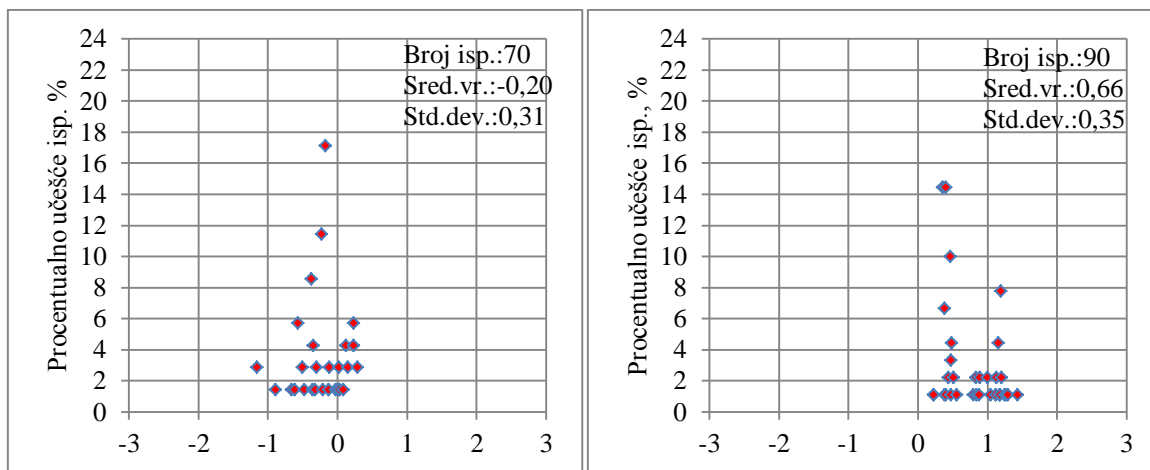 Procentualno učešće isp. %
24
22
20
18
16
14
12
10
8
6
4
2
0
-3 -2 -1 0 1 2 3
Broj isp.:70
Sred.vr.:-0,20
Std.dev.:0,31
Procentualno učešće isp., %
24
22
20
18
16
14
12
10
8
6
4
2
0
-3 -2 -1 0 1 2 3
Broj isp.:90
Sred.vr.:0,66
Std.dev.:0,35